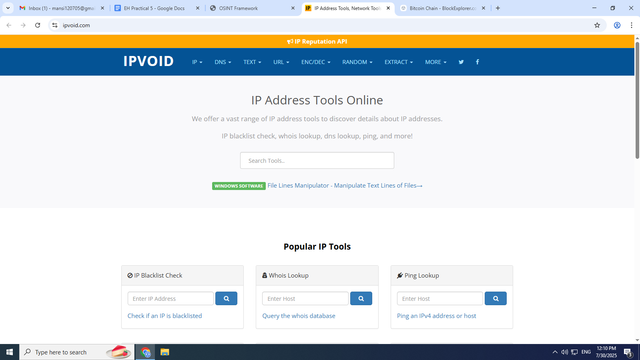 Inbox (1) - mansi120705@gmai
EH Practical 5 - Google Docs
OSINT Framework
IP Address Tools, Network Tools
Bitcoin Chain - BlockExplorer.co
ipvoid.com
IP Reputation API
IPVOID
IP DNS TEXT URL ENC/DEC RANDOM EXTRACT MORE
IP Address Tools Online
We offer a vast range of IP address tools to discover details about IP addresses.
IP blacklist check, whois lookup, dns lookup, ping, and more!
Search Tools..
WINDOWS SOFTWARE File Lines Manipulator - Manipulate Text Lines of Files→
Popular IP Tools
IP Blacklist Check
Enter IP Address
Check if an IP is blacklisted
Whois Lookup
Enter Host
Query the whois database
Ping Lookup
Enter Host
Ping an IPv4 address or host
Type here to search
ENG
12:10 PM
7/30/2025